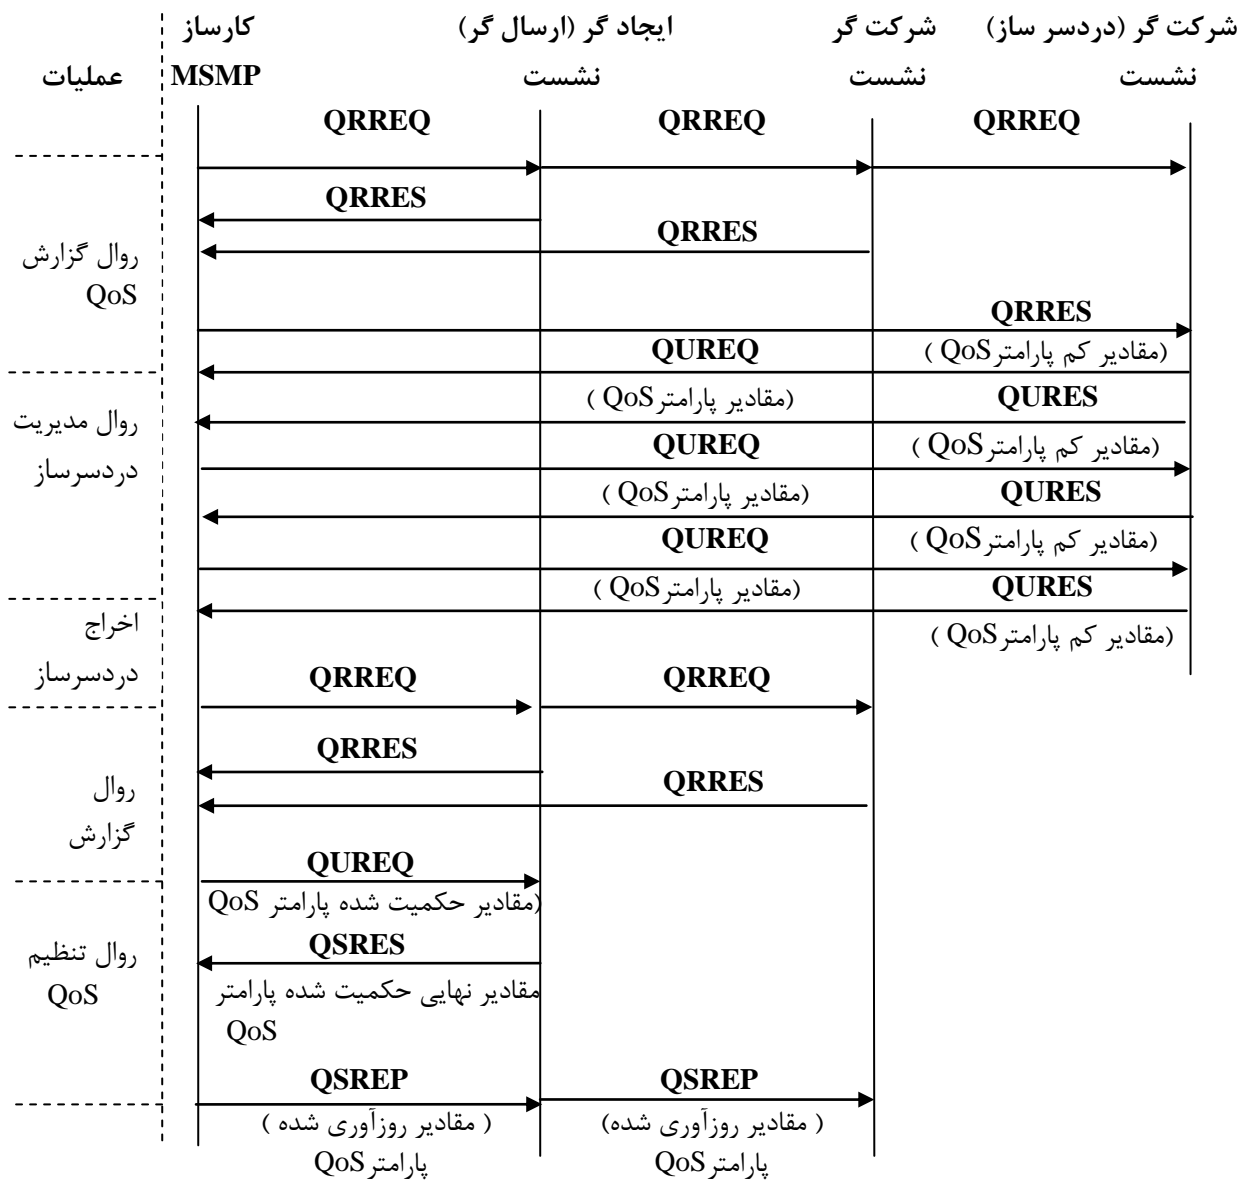 شرکت گر (دردسر ساز) شرکت گر ایجاد گر (ارسال گر) کارساز
نشست نشست نشست MSMP عملیات
QRREQ QRREQ QRREQ
QRRES
QRRES
روال گزارش
QoS
QRRES
QUREQ (مقادیر کم پارامترQoS )
(مقادیر پارامترQoS ) QURES
روال مدیریت
QUREQ (مقادیر کم پارامترQoS )
دردسرساز
(مقادیر پارامترQoS ) QURES
QUREQ (مقادیر کم پارامترQoS )
(مقادیر پارامترQoS ) QURES
اخراج
(مقادیر کم پارامترQoS )
دردسرساز
QRREQ QRREQ
QRRES
QRRES
روال
گزارش
QUREQ
(مقادیر حکمیت شده پارامتر QoS
QSRES
روال تنظیم
QoS
مقادیر نهایی حکمیت شده پارامتر
QoS
QSREP QSREP
( مقادیر روزآوری شده ) ( مقادیر روزآوری شده)
پارامترQoS پارامترQoS